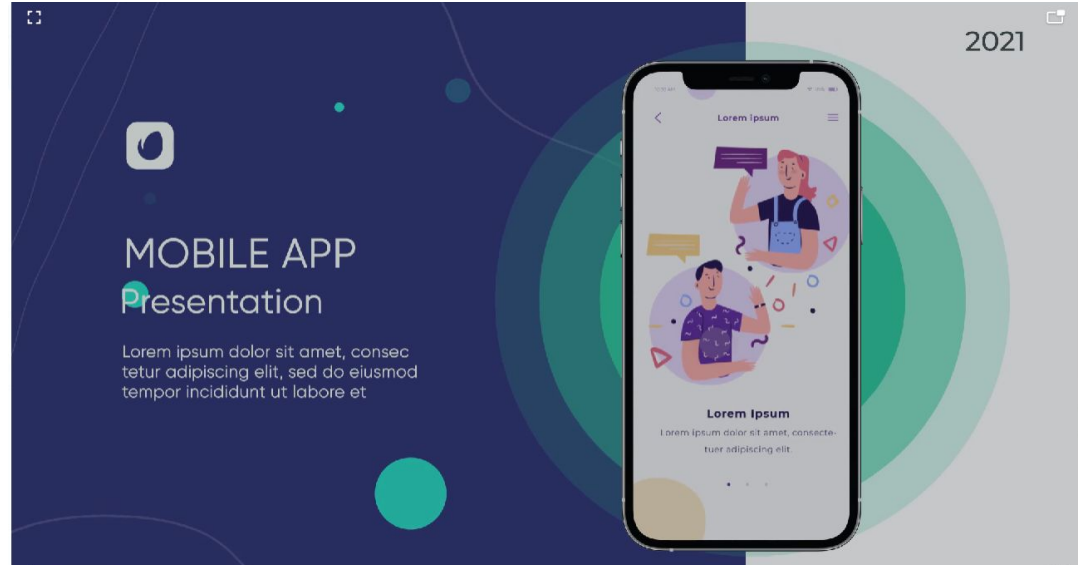 2021
MOBILE APP
Presentation
Lorem ipsum dolor sit amet, consec
tetur adipiscing elit, sed do eiusmod
tempor incididunt ut labore et
Lorem ipsum
Lorem Ipsum
Lorem ipsum dolor sit amet, consecte-
tuer adipiscing elit.